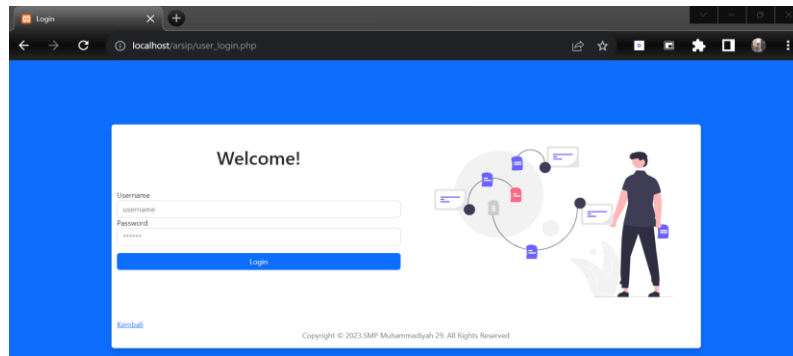 Login
localhost/arsip/user_login.php
Welcome!
Username
username
Password
******
Login
Kembali
Copyright © 2023.SMP Muhammadiyah 29. All Rights Reserved